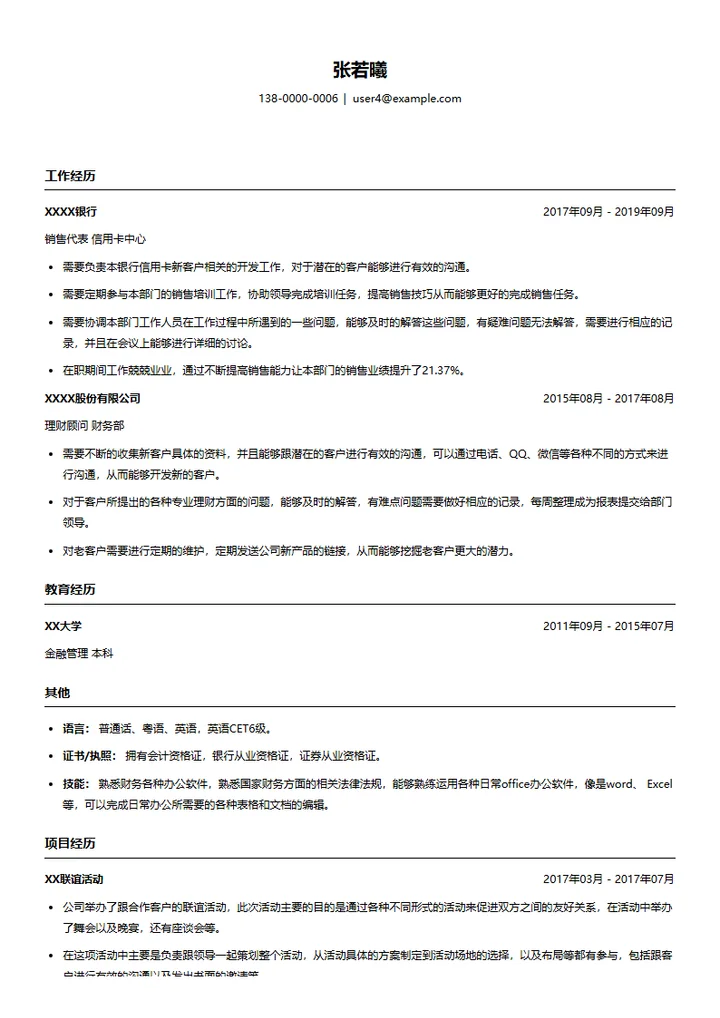 张若曦
138-0000-0006 | user4@example.com
工作经历
XXXX银行 2017年09月 - 2019年09月
销售代表 信用卡中心
• 需要负责本银行信用卡新客户相关的开发工作，对于潜在的客户能够进行有效的沟通。
• 需要定期参与本部门的销售培训工作，协助领导完成培训任务，提高销售技巧从而能够更好的完成销售任务。
• 需要协调本部门工作人员在工作过程中所遇到的一些问题，能够及时的解答这些问题，有疑难问题无法解答，需要进行相应的记
录，并且在会议上能够进行详细的讨论。
• 在职期间工作兢兢业业，通过不断提高销售能力让本部门的销售业绩提升了21.37%。
XXXX股份有限公司 2015年08月 - 2017年08月
理财顾问 财务部
• 需要不断的收集新客户具体的资料，并且能够跟潜在的客户进行有效的沟通，可以通过电话、QQ、微信等各种不同的方式来进
行沟通，从而能够开发新的客户。
• 对于客户所提出的各种专业理财方面的问题，能够及时的解答，有难点问题需要做好相应的记录，每周整理成为报表提交给部门
领导。
• 对老客户需要进行定期的维护，定期发送公司新产品的链接，从而能够挖掘老客户更大的潜力。
教育经历
XX大学 2011年09月 - 2015年07月
金融管理 本科
其他
• 语言： 普通话、粤语、英语，英语CET6级。
• 证书/执照： 拥有会计资格证，银行从业资格证，证券从业资格证。
• 技能： 熟悉财务各种办公软件，熟悉国家财务方面的相关法律法规，能够熟练运用各种日常office办公软件，像是word、 Excel
等，可以完成日常办公所需要的各种表格和文档的编辑。
项目经历
XX联谊活动 2017年03月 - 2017年07月
• 公司举办了跟合作客户的联谊活动，此次活动主要的目的是通过各种不同形式的活动来促进双方之间的友好关系，在活动中举办
了舞会以及晚宴，还有座谈会等。
• 在这项活动中主要是负责跟领导一起策划整个活动，从活动具体的方案制定到活动场地的选择，以及布局等都有参与，包括跟客
户进行有效的沟通以及发出书面的邀请等